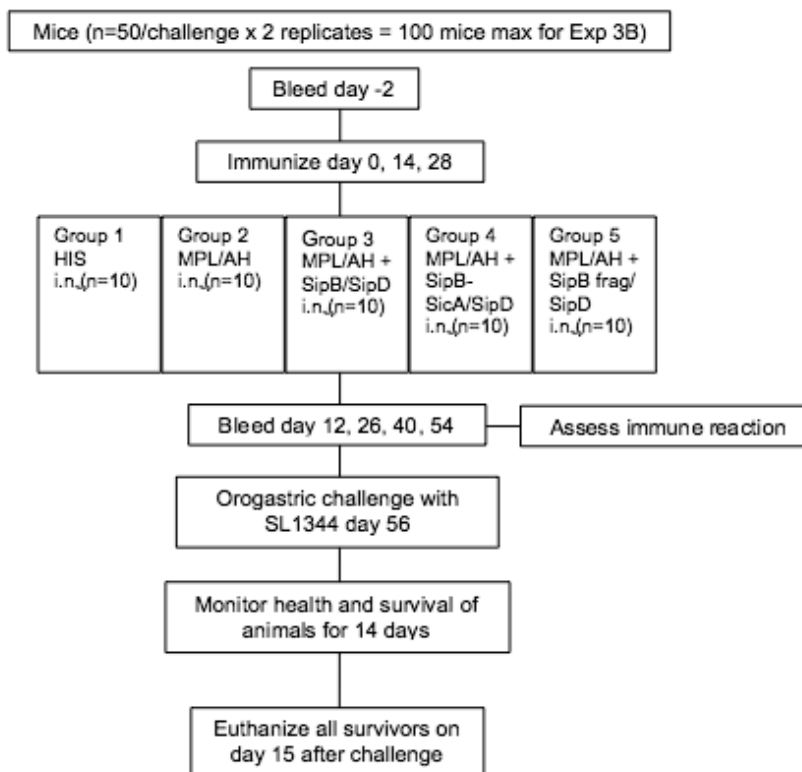 Mice (n=50/challenge x 2 replicates = 100 mice max for Exp 3B)
Bleed day -2
Immunize day 0, 14, 28
Group 1
HIS
i.n.(n=10)
Group 2
MPL/AH
i.n.(n=10)
Group 3
MPL/AH +
SipB/SipD
i.n.(n=10)
Group 4
MPL/AH +
SipB-
SicA/SipD
i.n.(n=10)
Group 5
MPL/AH +
SipB frag/
SipD
i.n.(n=10)
Bleed day 12, 26, 40, 54
Assess immune reaction
Orogastric challenge with
SL1344 day 56
Monitor health and survival of
animals for 14 days
Euthanize all survivors on
day 15 after challenge